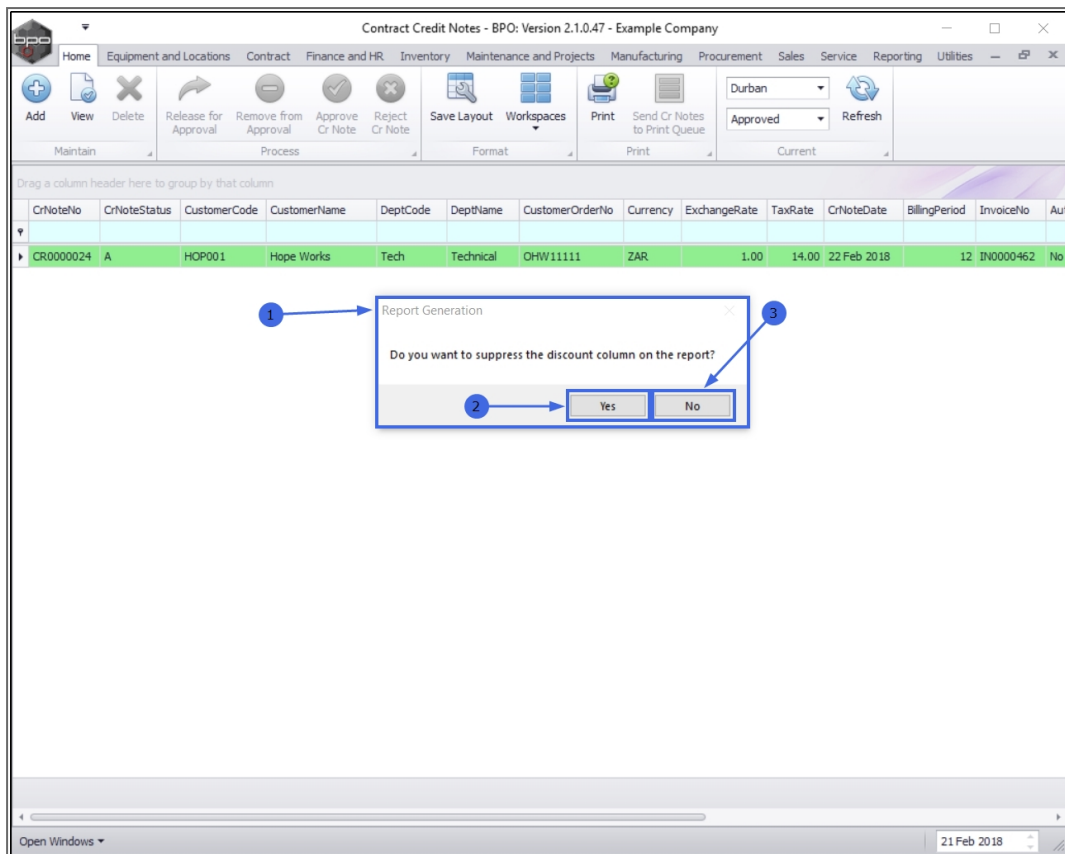 Contract Credit Notes - BPO: Version 2.1.0.47 - Example Company
bpo
Home Equipment and Locations Contract Finance and HR Inventory Maintenance and Projects Manufacturing Procurement Sales Service Reporting Utilities
Add View Delete Release for Approval Remove from Approval Approve Cr Note Reject Cr Note Save Layout Workspaces Print Send Cr Notes to Print Queue Durban Approved Refresh
Maintain Process Format Print Current
Drag a column header here to group by that column
CrNoteNo CrNoteStatus CustomerCode CustomerName DeptCode DeptName CustomerOrderNo Currency ExchangeRate TaxRate CrNoteDate BillingPeriod InvoiceNo Au
CR0000024 A HOP001 Hope Works Tech Technical OHW11111 ZAR 1.00 14.00 22 Feb 2018 12 IN0000462 No
1 Report Generation 3
Do you want to suppress the discount column on the report?
2 Yes No
Open Windows 21 Feb 2018